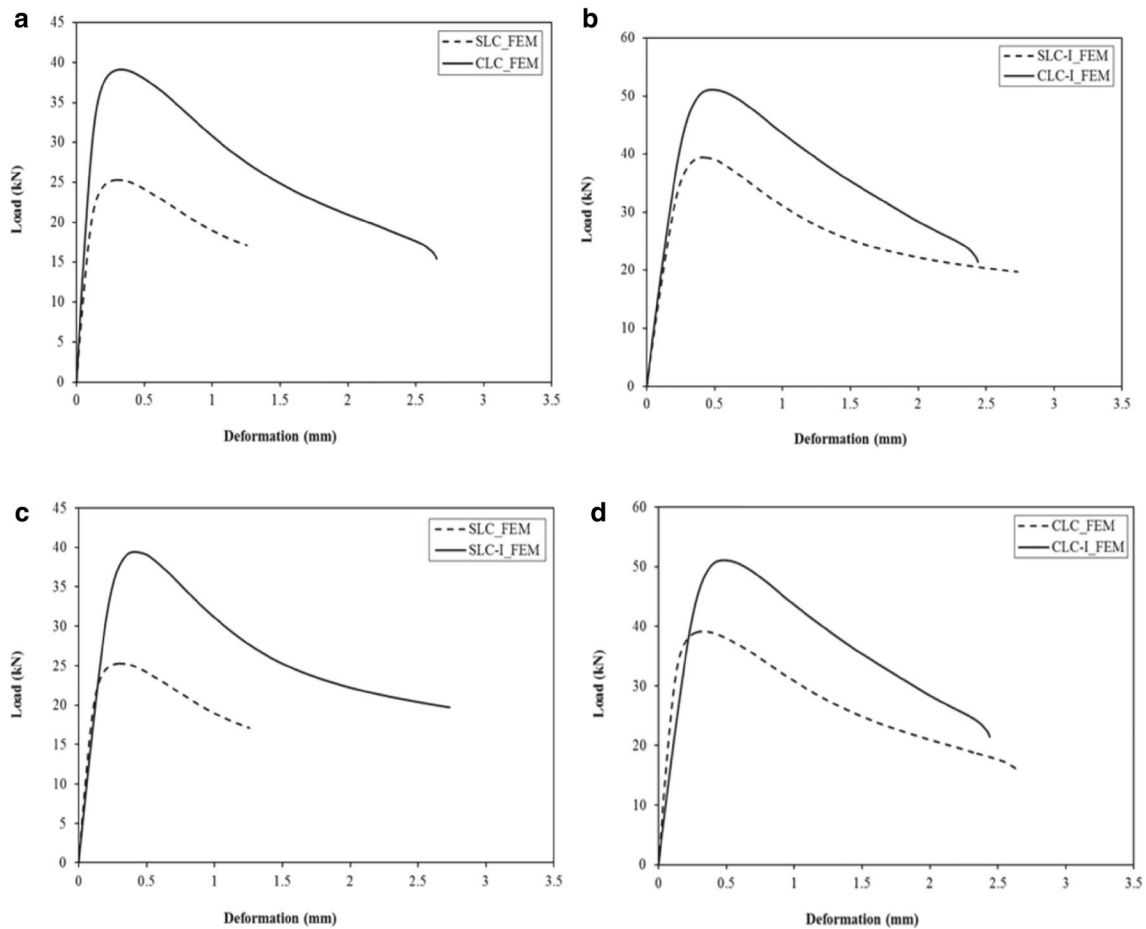 a
45
40
35
30
25
20
15
10
5
0
Load (kN)
SLC_FEM
CLC_FEM
0 0.5 1 1.5 2 2.5 3 3.5
Deformation (mm)
b
60
50
40
30
20
10
0
Load (kN)
SLC-I_FEM
CLC-I_FEM
0 0.5 1 1.5 2 2.5 3 3.5
Deformation (mm)
c
45
40
35
30
25
20
15
10
5
0
Load (kN)
SLC_FEM
SLC-I_FEM
0 0.5 1 1.5 2 2.5 3 3.5
Deformation (mm)
d
60
50
40
30
20
10
0
Load (kN)
CLC_FEM
CLC-I_FEM
0 0.5 1 1.5 2 2.5 3 3.5
Deformation (mm)